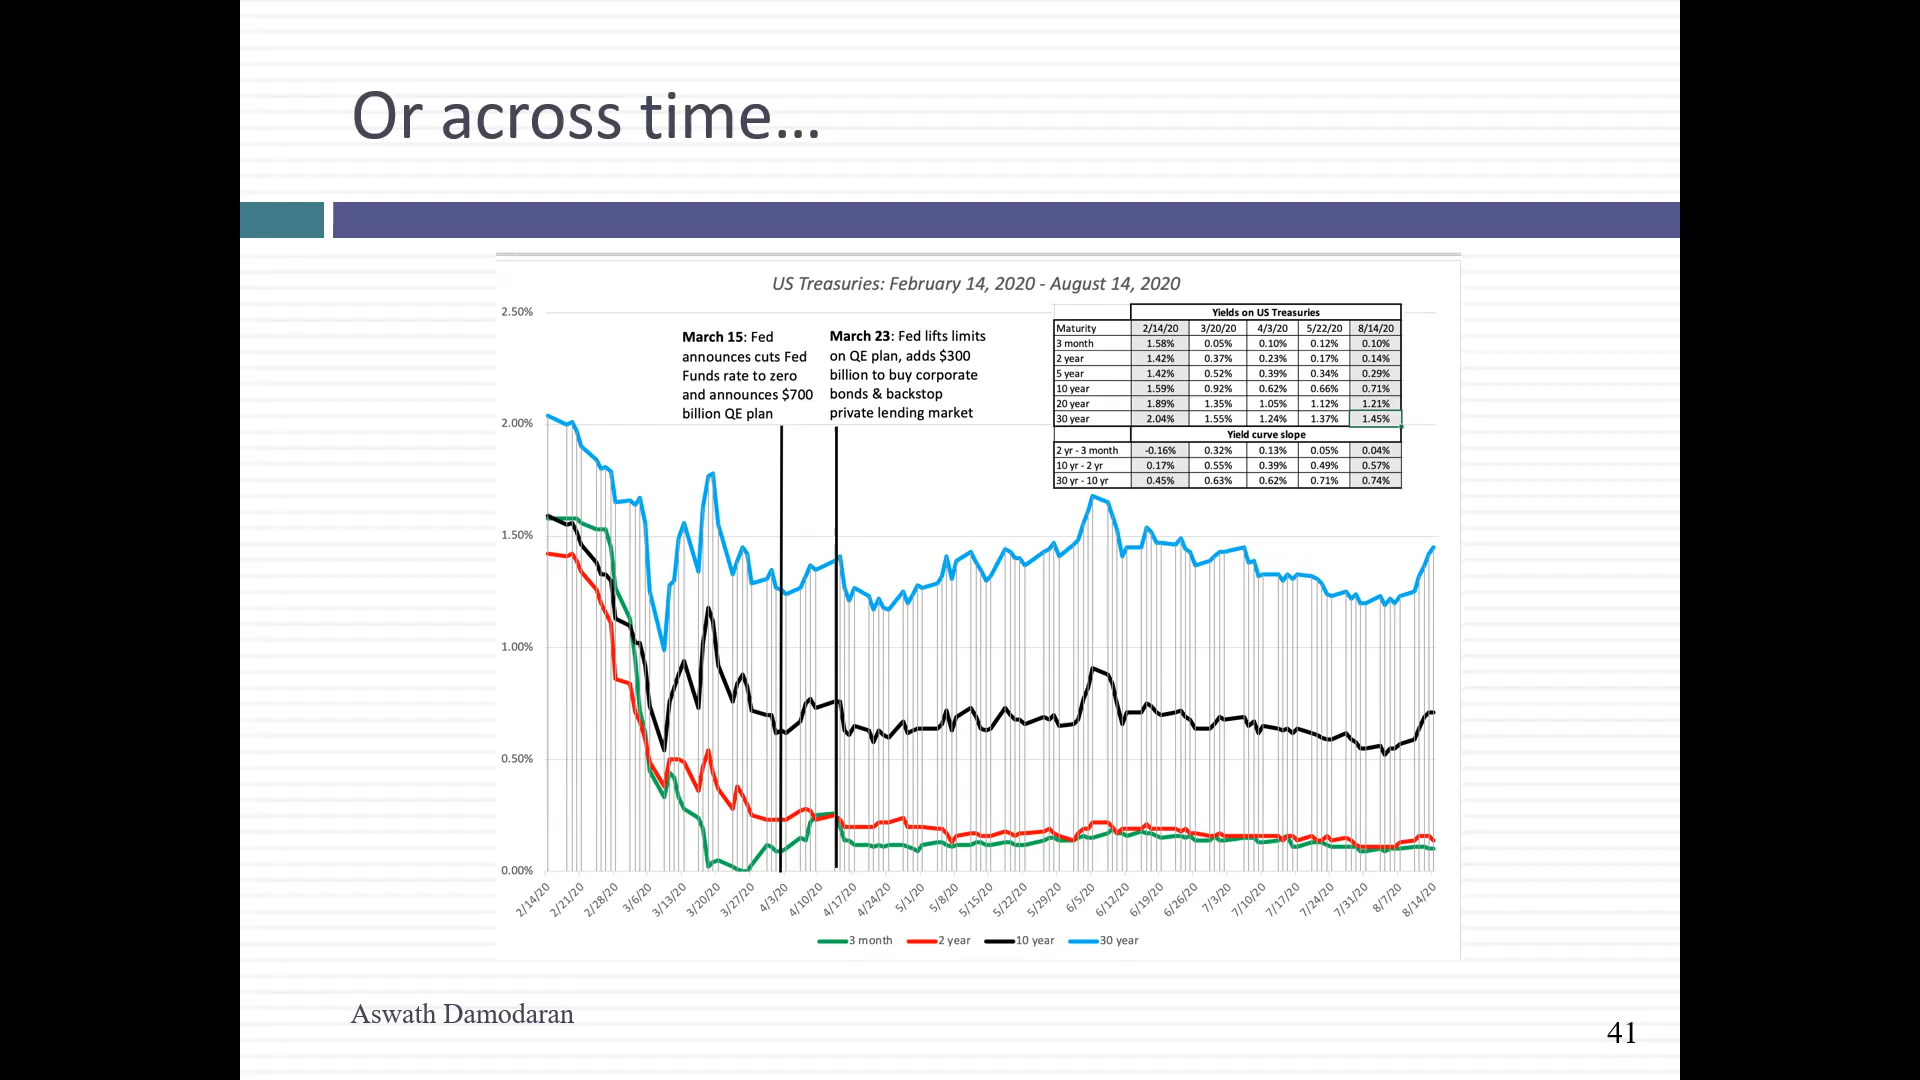 Or across time...
US Treasuries: February 14, 2020 - August 14, 2020
2.50%
2.00%
1.50%
1.00%
0.50%
0.00%
March 15: Fed
announces cuts Fed
Funds rate to zero
and announces $700
billion QE plan
March 23: Fed lifts limits
on QE plan, adds $300
billion to buy corporate
bonds & backstop
private lending market
Yields on US Treasuries
Maturity 2/14/20 3/20/20 4/3/20 5/22/20 8/14/20
3 month 1.58% 0.05% 0.10% 0.12% 0.10%
2 year 1.42% 0.37% 0.23% 0.17% 0.14%
5 year 1.42% 0.52% 0.39% 0.34% 0.29%
10 year 1.59% 0.92% 0.62% 0.66% 0.71%
20 year 1.89% 1.35% 1.05% 1.12% 1.21%
30 year 2.04% 1.55% 1.24% 1.37% 1.45%
Yield curve slope
2 yr - 3 month -0.16% 0.32% 0.13% 0.05% 0.04%
10 yr - 2 yr 0.17% 0.55% 0.39% 0.49% 0.57%
30 yr - 10 yr 0.45% 0.63% 0.62% 0.71% 0.74%
2/14/20 2/21/20 2/28/20 3/6/20 3/13/20 3/20/20 3/27/20 4/3/20 4/10/20 4/17/20 4/24/20 5/1/20 5/8/20 5/15/20 5/22/20 5/29/20 6/5/20 6/12/20 6/19/20 6/26/20 7/3/20 7/10/20 7/17/20 7/24/20 7/31/20 8/7/20 8/14/20
3 month 2 year 10 year 30 year
Aswath Damodaran
41